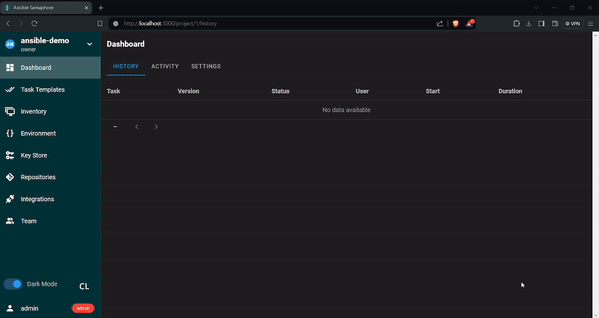 Ansible Semaphore
http://localhost:3000/project/1/history
VPN
AN
ansible-demo
owner
Dashboard
Task Templates
Inventory
Environment
Key Store
Repositories
Integrations
Team
Dark Mode
CL
admin
admin
Dashboard
HISTORY ACTIVITY SETTINGS
Task Version Status User Start Duration
No data available